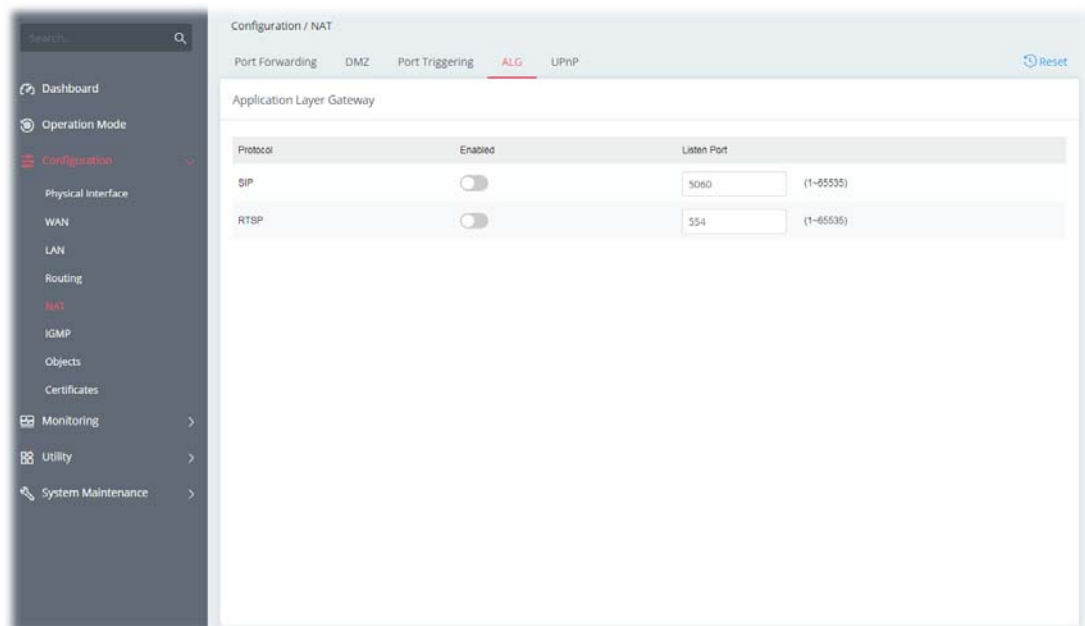 Search...
Dashboard
Operation Mode
Configuration
Physical Interface
WAN
LAN
Routing
NAT
IGMP
Objects
Certificates
Monitoring
Utility
System Maintenance
Configuration / NAT
Port Forwarding DMZ Port Triggering ALG UPnP Reset
Application Layer Gateway
Protocol Enabled Listen Port
SIP 5060 (1~65535)
RTSP 554 (1~65535)